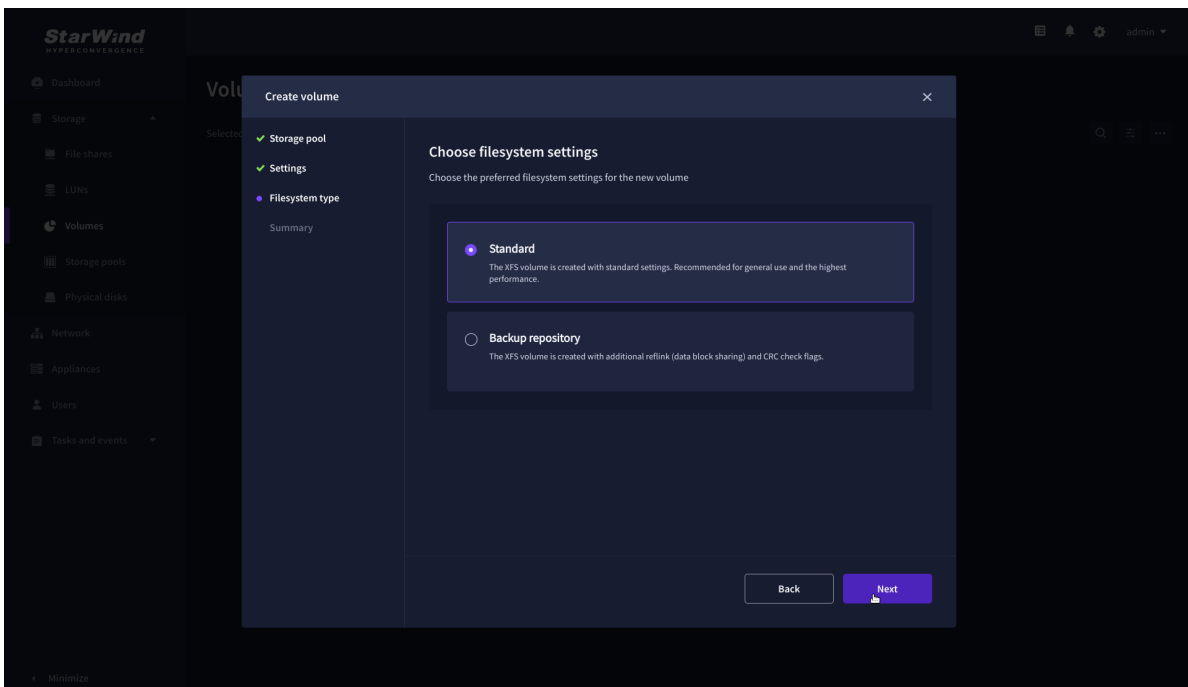 StarWind
HYPERCONVERGENCE
admin
Dashboard
Storage
File shares
LUNs
Volumes
Storage pools
Physical disks
Network
Appliances
Users
Tasks and events
Minimize
Volu
Selected
Create volume
Storage pool
Settings
Filesystem type
Summary
Choose filesystem settings
Choose the preferred filesystem settings for the new volume
Standard
The XFS volume is created with standard settings. Recommended for general use and the highest
performance.
Backup repository
The XFS volume is created with additional reflink (data block sharing) and CRC check flags.
Back
Next